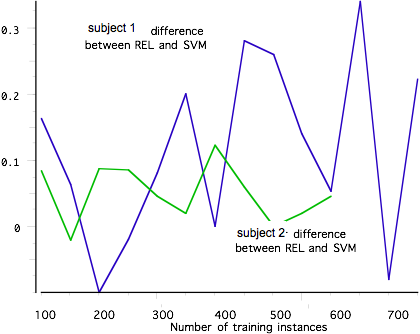 0.3
subject 1 difference
between REL and SVM
0.2
0.1
0
subject 2· difference
between REL and SVM
100 200 300 400 500 600 700
Number of training instances